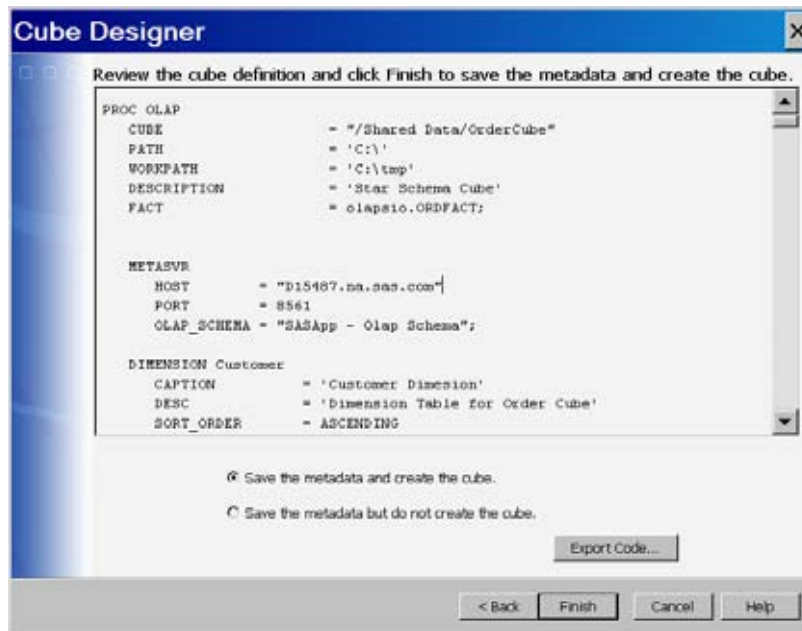 Cube Designer
Review the cube definition and click Finish to save the metadata and create the cube.
PROC OLAP
CUBE = "/Shared Data/OrderCube"
PATH = 'C:\'
WORKPATH = 'C:\tmp'
DESCRIPTION = 'Star Schema Cube'
FACT = olapsio.ORDFACT;
METASVR
HOST = "D15487.na.sas.com"
PORT = 8561
OLAP_SCHEMA = "SASApp - Olap Schema";
DIMENSION Customer
CAPTION = 'Customer Dimesion'
DESC = 'Dimension Table for Order Cube'
SORT_ORDER = ASCENDING
Save the metadata and create the cube.
Save the metadata but do not create the cube.
Export Code...
< Back Finish Cancel Help